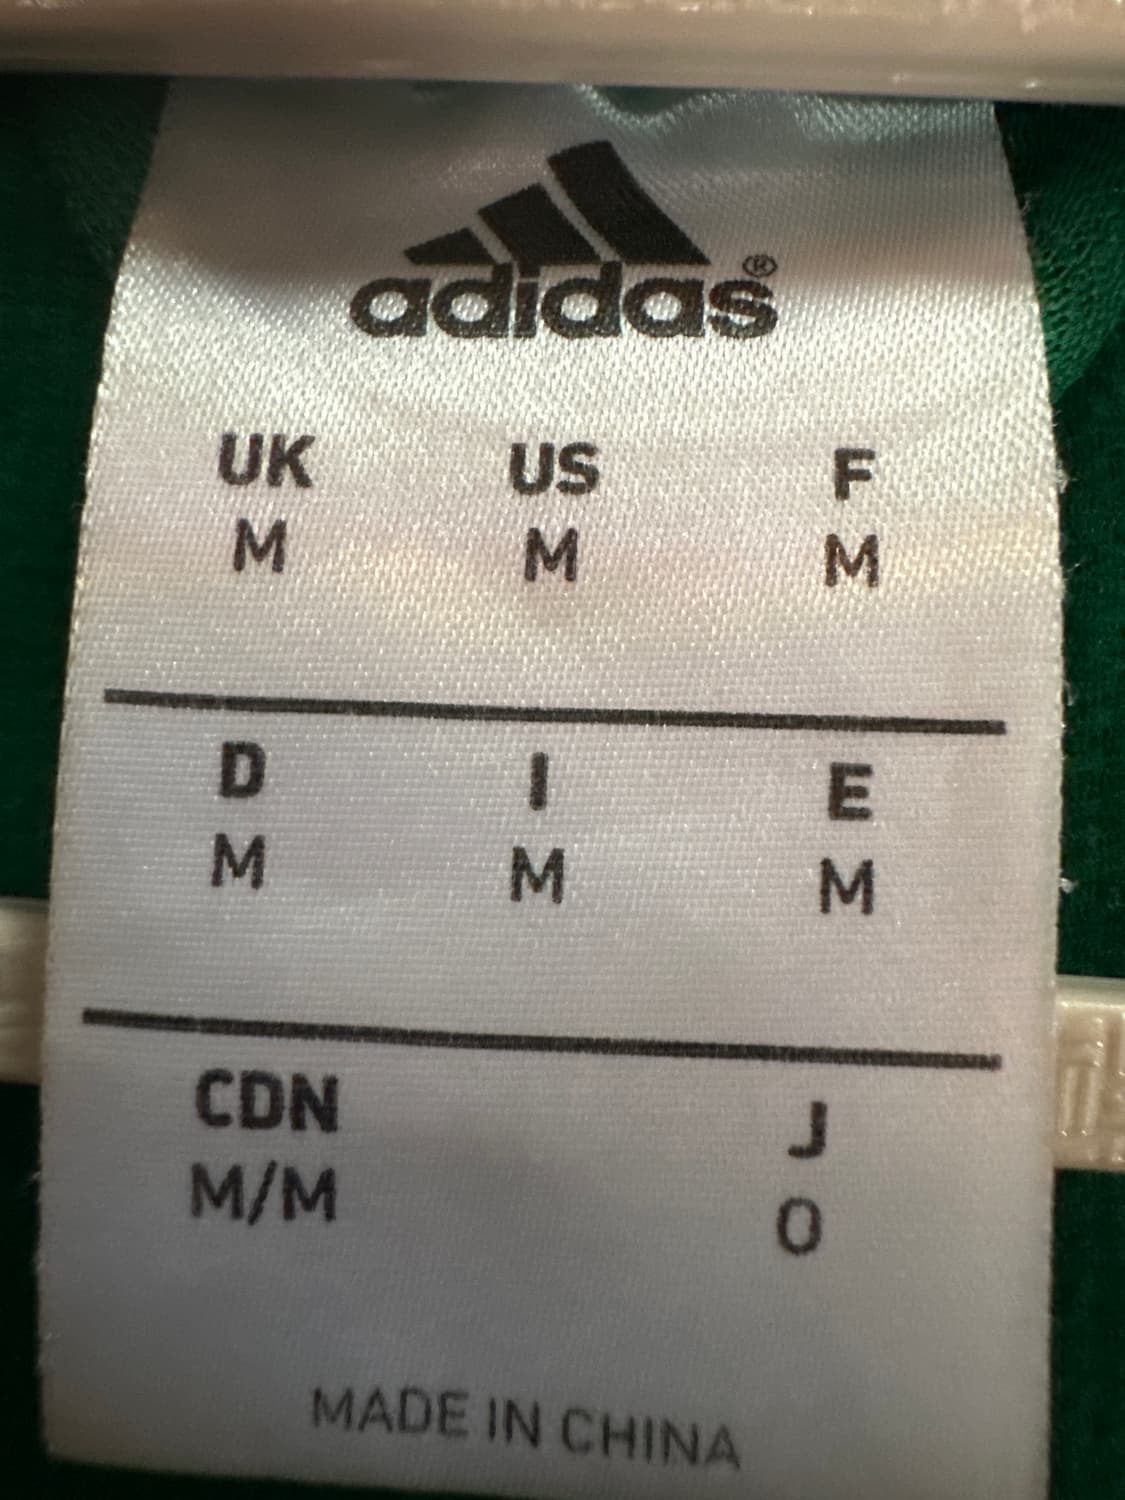 adidas®
UK US F
M M M
D I E
M M M
CDN J
M/M O
MADE IN CHINA